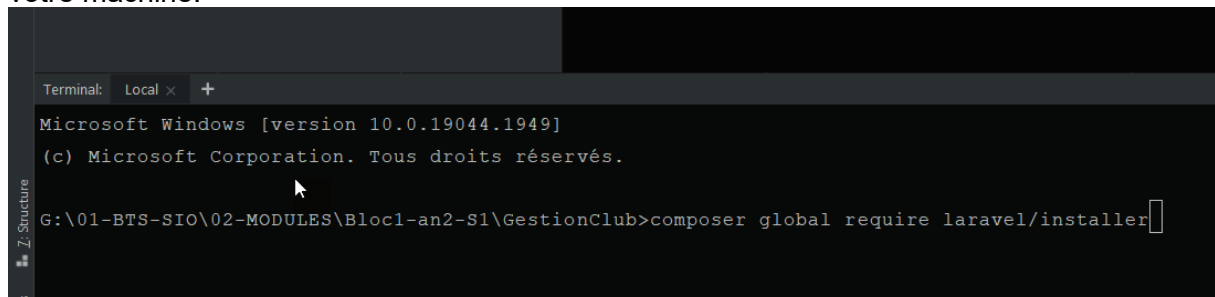 votre machine.
Terminal: Local × +
Microsoft Windows [version 10.0.19044.1949]
(c) Microsoft Corporation. Tous droits réservés.
Z: Structure
G:\01-BTS-SIO\02-MODULES\Bloc1-an2-S1\GestionClub>composer global require laravel/installer